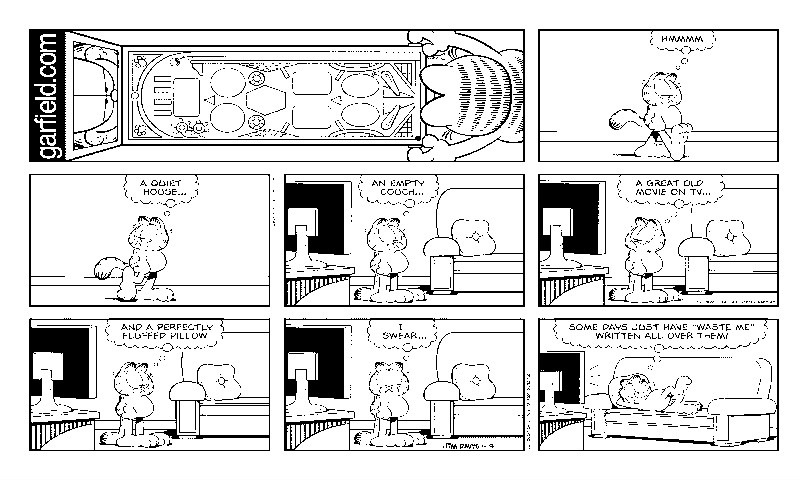 garfield.com
HMMMM
A QUIET
HOUSE...
AN EMPTY
COUCH...
A GREAT OLD
MOVIE ON TV...
AND A PERFECTLY
FLUFFED PILLOW
I
SWEAR...
JIM DAVIS
SOME DAYS JUST HAVE "WASTE ME"
WRITTEN ALL OVER THEM!